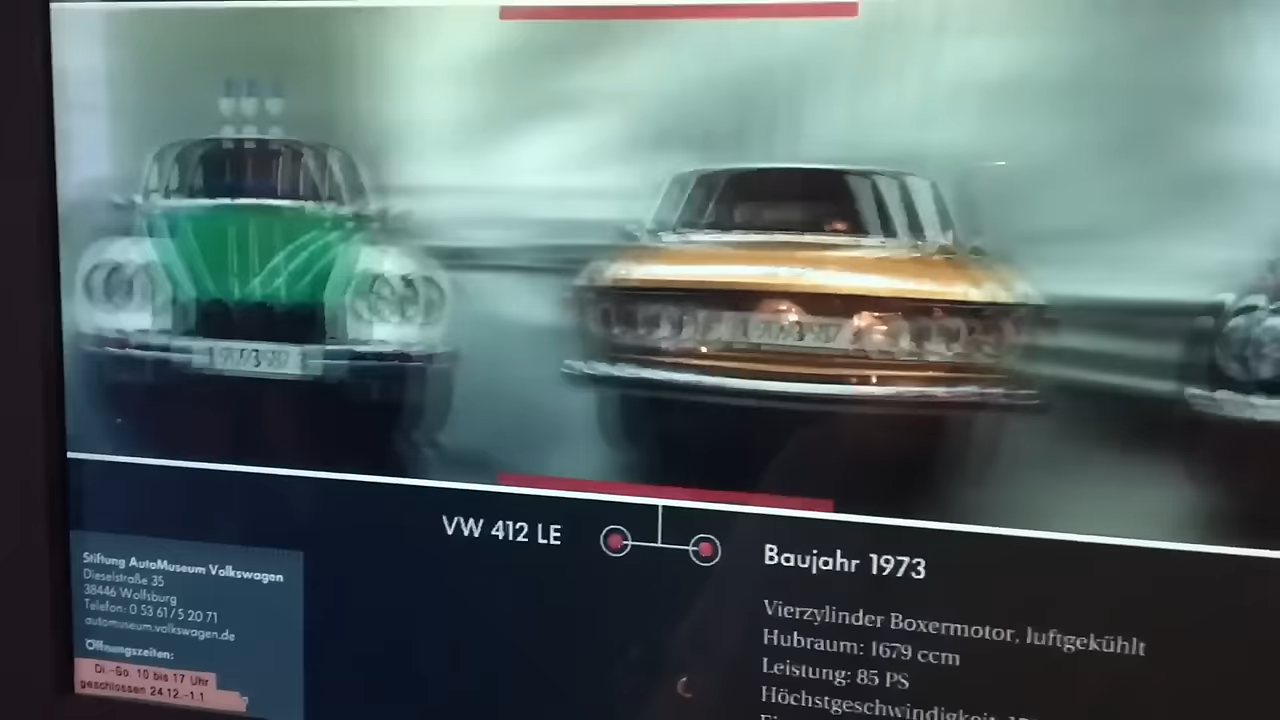 VW 412 LE
Baujahr 1973
Vierzylinder Boxermotor, luftgekühlt
Hubraum: 1679 ccm
Leistung: 85 PS
Höchstgeschwindigkeit,
Stiftung AutoMuseum Volkswagen
Dieselstraße 35
38446 Wolfsburg
Telefon: 0 53 61/5 20 71
automuseum.volkswagen.de
Öffnungszeiten:
Di.-So. 10 bis 17 Uhr
geschlossen 24.12.-1.1